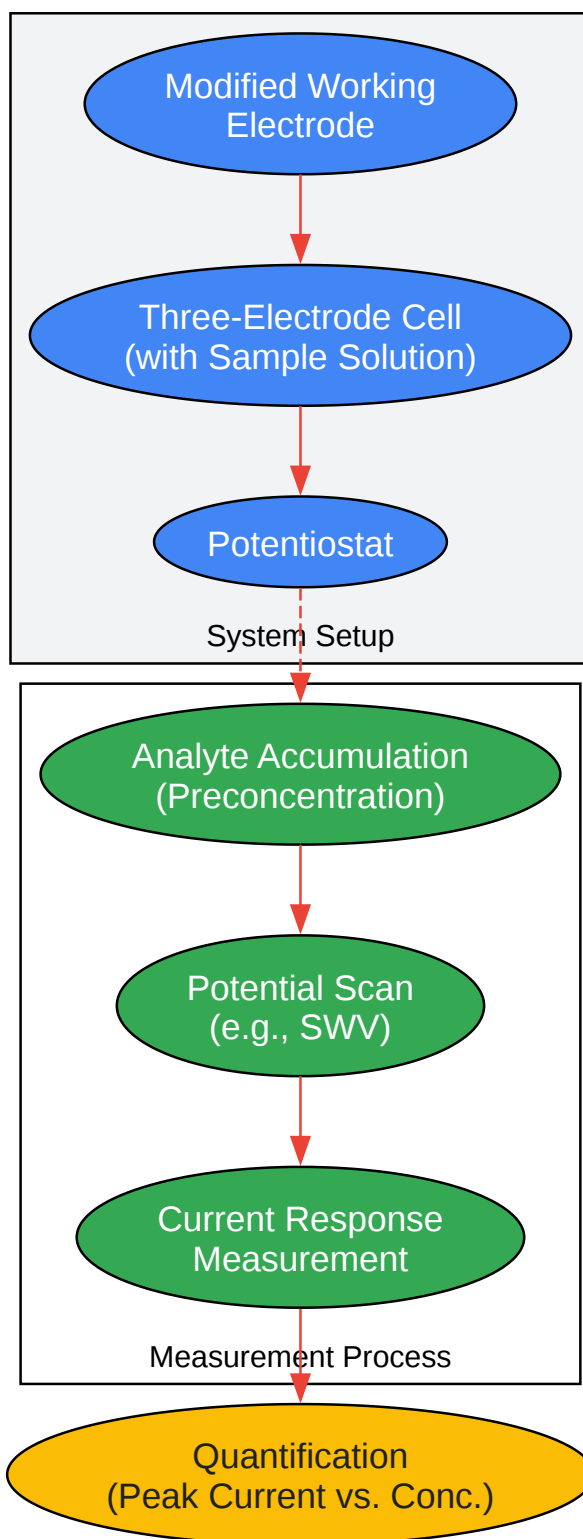 Modified Working
Electrode
Three-Electrode Cell
(with Sample Solution)
Potentiostat
System Setup
Analyte Accumulation
(Preconcentration)
Potential Scan
(e.g., SWV)
Current Response
Measurement
Measurement Process
Quantification
(Peak Current vs. Conc.)